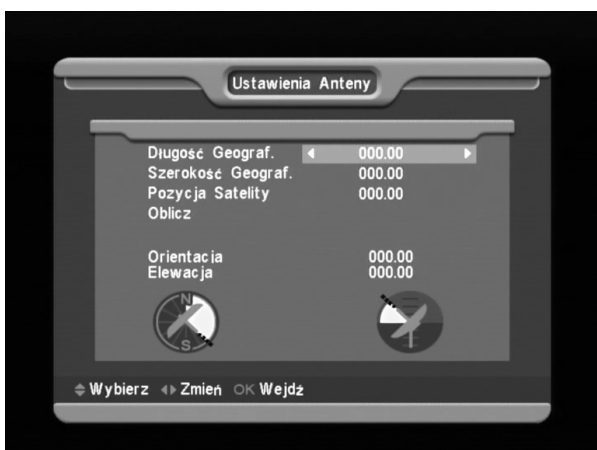 Ustawienia Anteny
Długość Geograf. 000.00
Szerokość Geograf. 000.00
Pozycja Satelity 000.00
Oblicz
Orientacja 000.00
Elewacja 000.00
N
S
Wybierz Zmień OK Wejdź